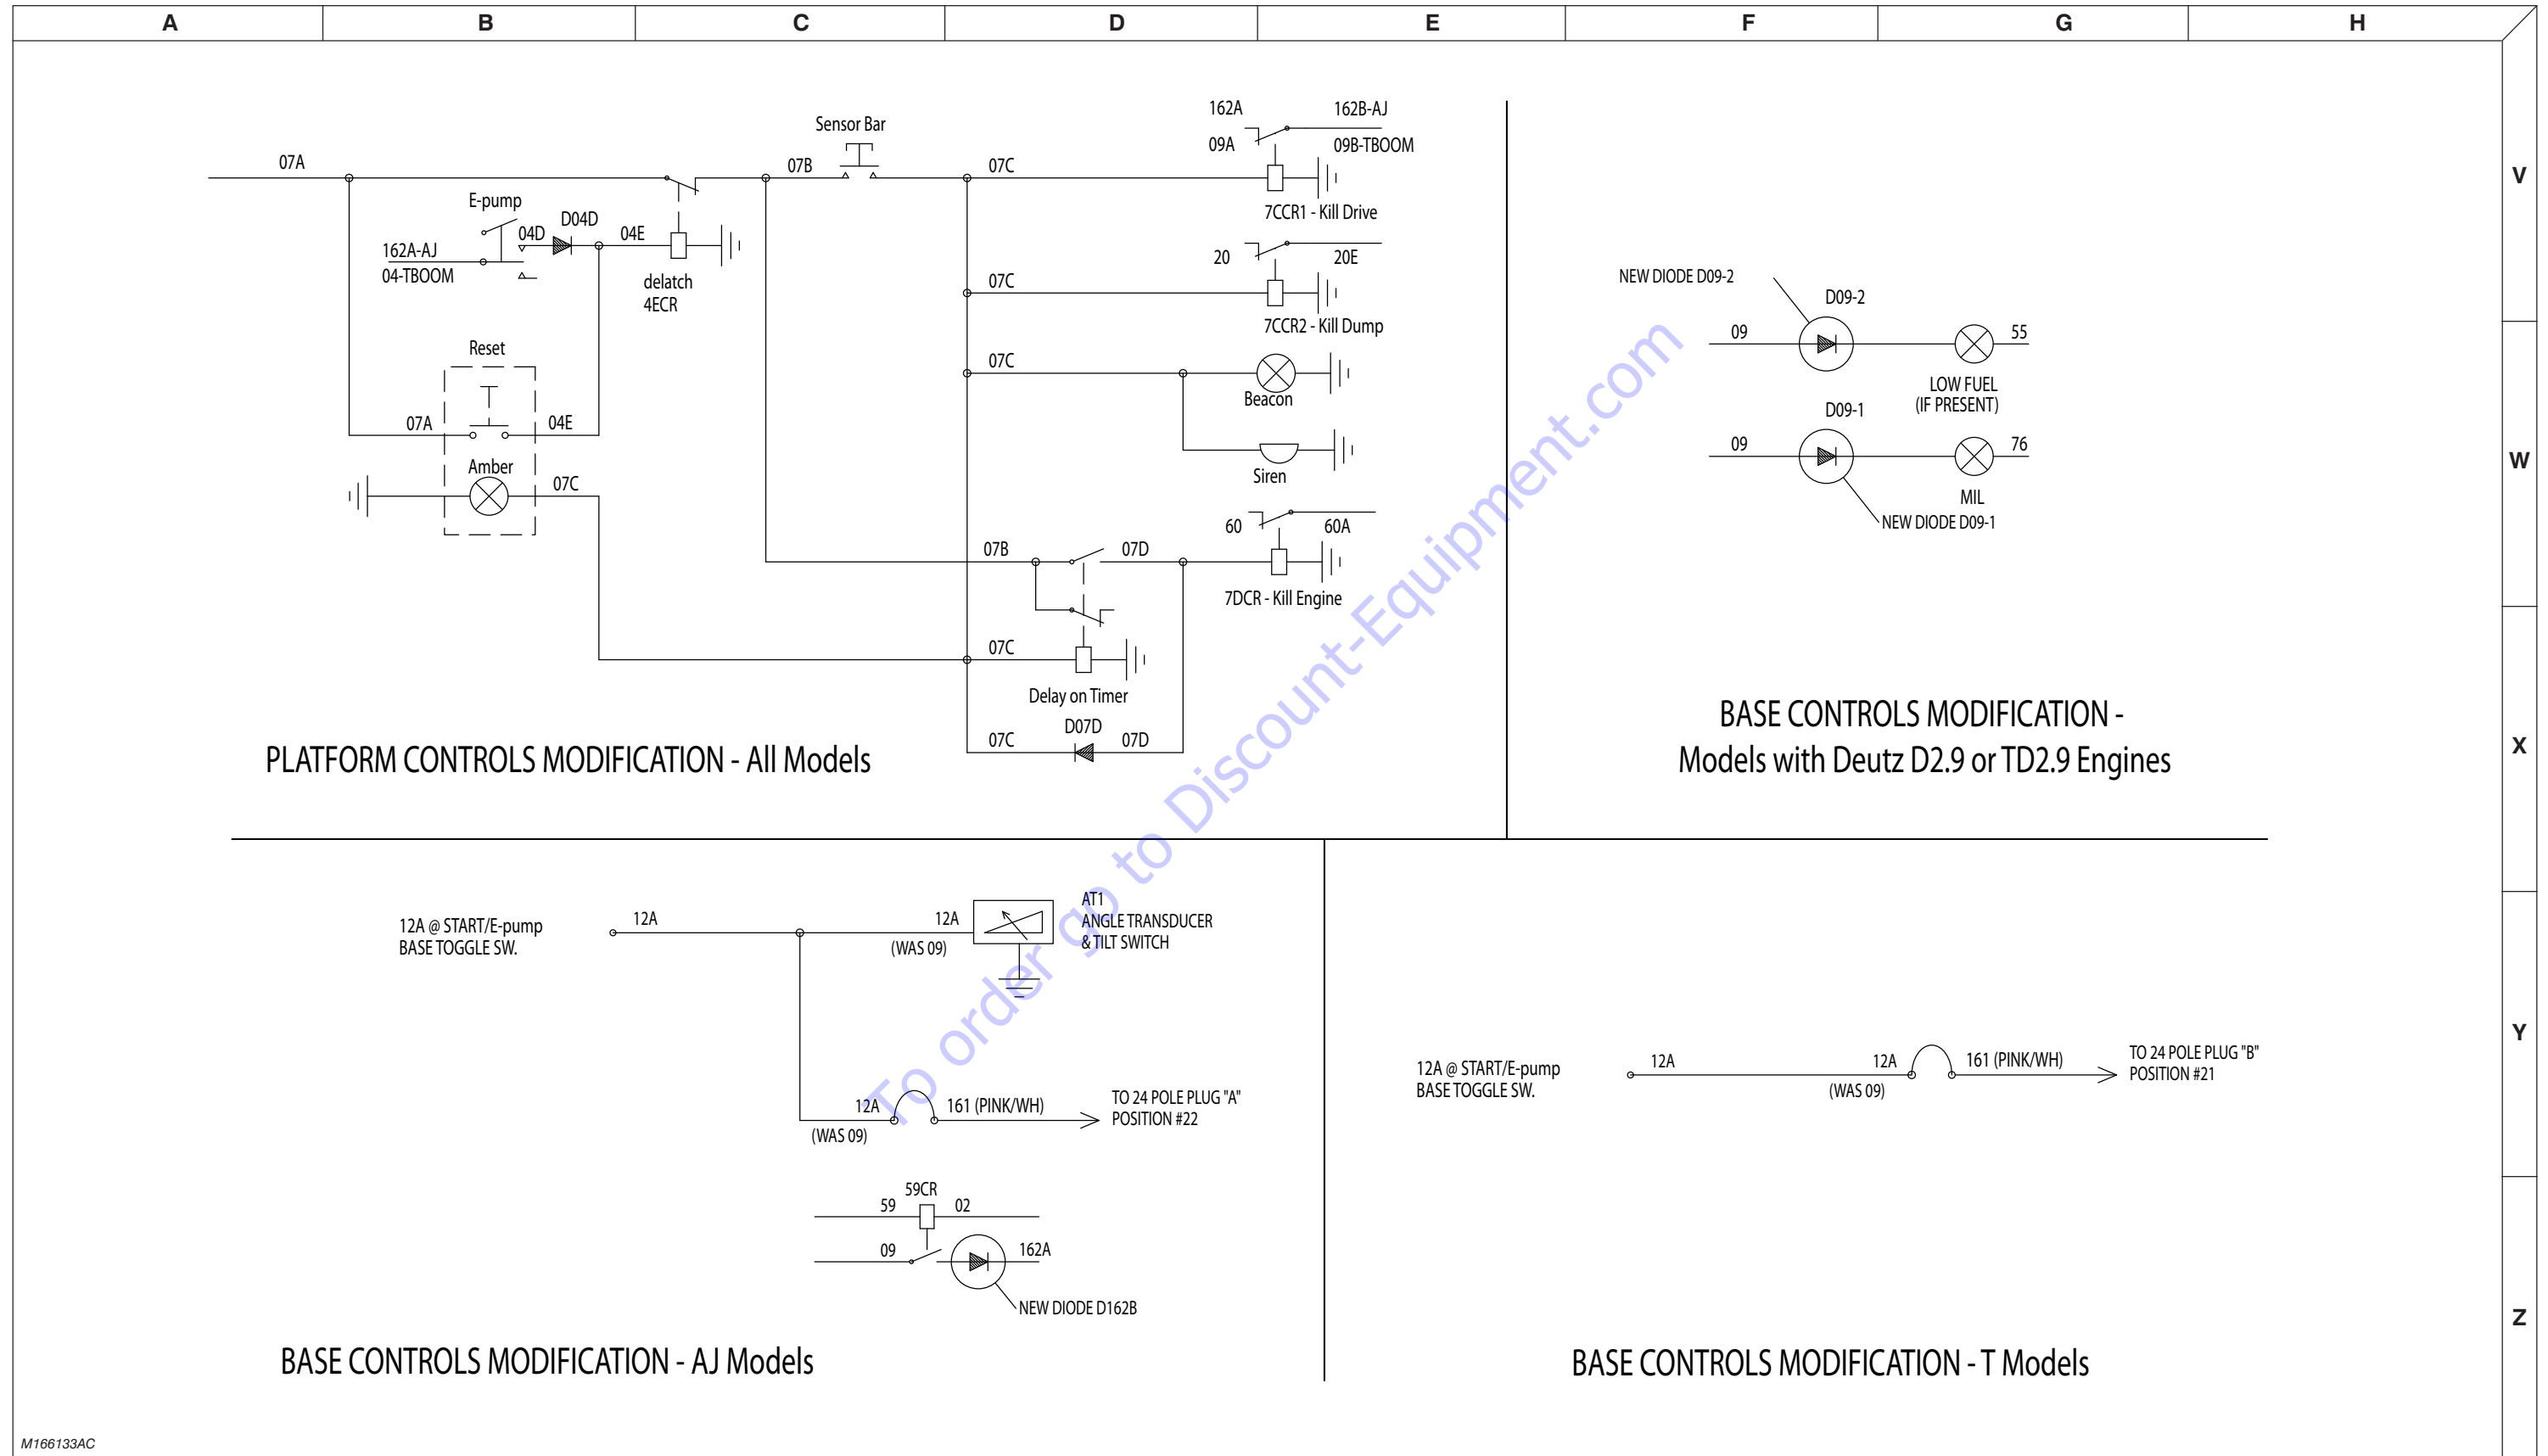 A B C D E F G H
V
W
X
Y
Z
07A
Sensor Bar
07B
07C
162A
162B-AJ
09A
09B-TBOOM
7CCR1 - Kill Drive
E-pump
D04D
04D
04E
162A-AJ
04-TBOOM
delatch
4ECR
20
20E
07C
7CCR2 - Kill Dump
Reset
07A
04E
Amber
07C
07C
Beacon
Siren
60
60A
07B
07D
7DCR - Kill Engine
07C
Delay on Timer
D07D
07C
07D
PLATFORM CONTROLS MODIFICATION - All Models
NEW DIODE D09-2
D09-2
09
55
LOW FUEL
(IF PRESENT)
D09-1
09
76
MIL
NEW DIODE D09-1
BASE CONTROLS MODIFICATION -
Models with Deutz D2.9 or TD2.9 Engines
12A @ START/E-pump
BASE TOGGLE SW.
12A
12A
(WAS 09)
AT1
ANGLE TRANSDUCER
& TILT SWITCH
12A
(WAS 09)
161 (PINK/WH)
TO 24 POLE PLUG "A"
POSITION #22
59CR
59
02
09
162A
NEW DIODE D162B
BASE CONTROLS MODIFICATION - AJ Models
12A @ START/E-pump
BASE TOGGLE SW.
12A
12A
(WAS 09)
161 (PINK/WH)
TO 24 POLE PLUG "B"
POSITION #21
BASE CONTROLS MODIFICATION - T Models
M166133AC
To order go to Discount-Equipment.com